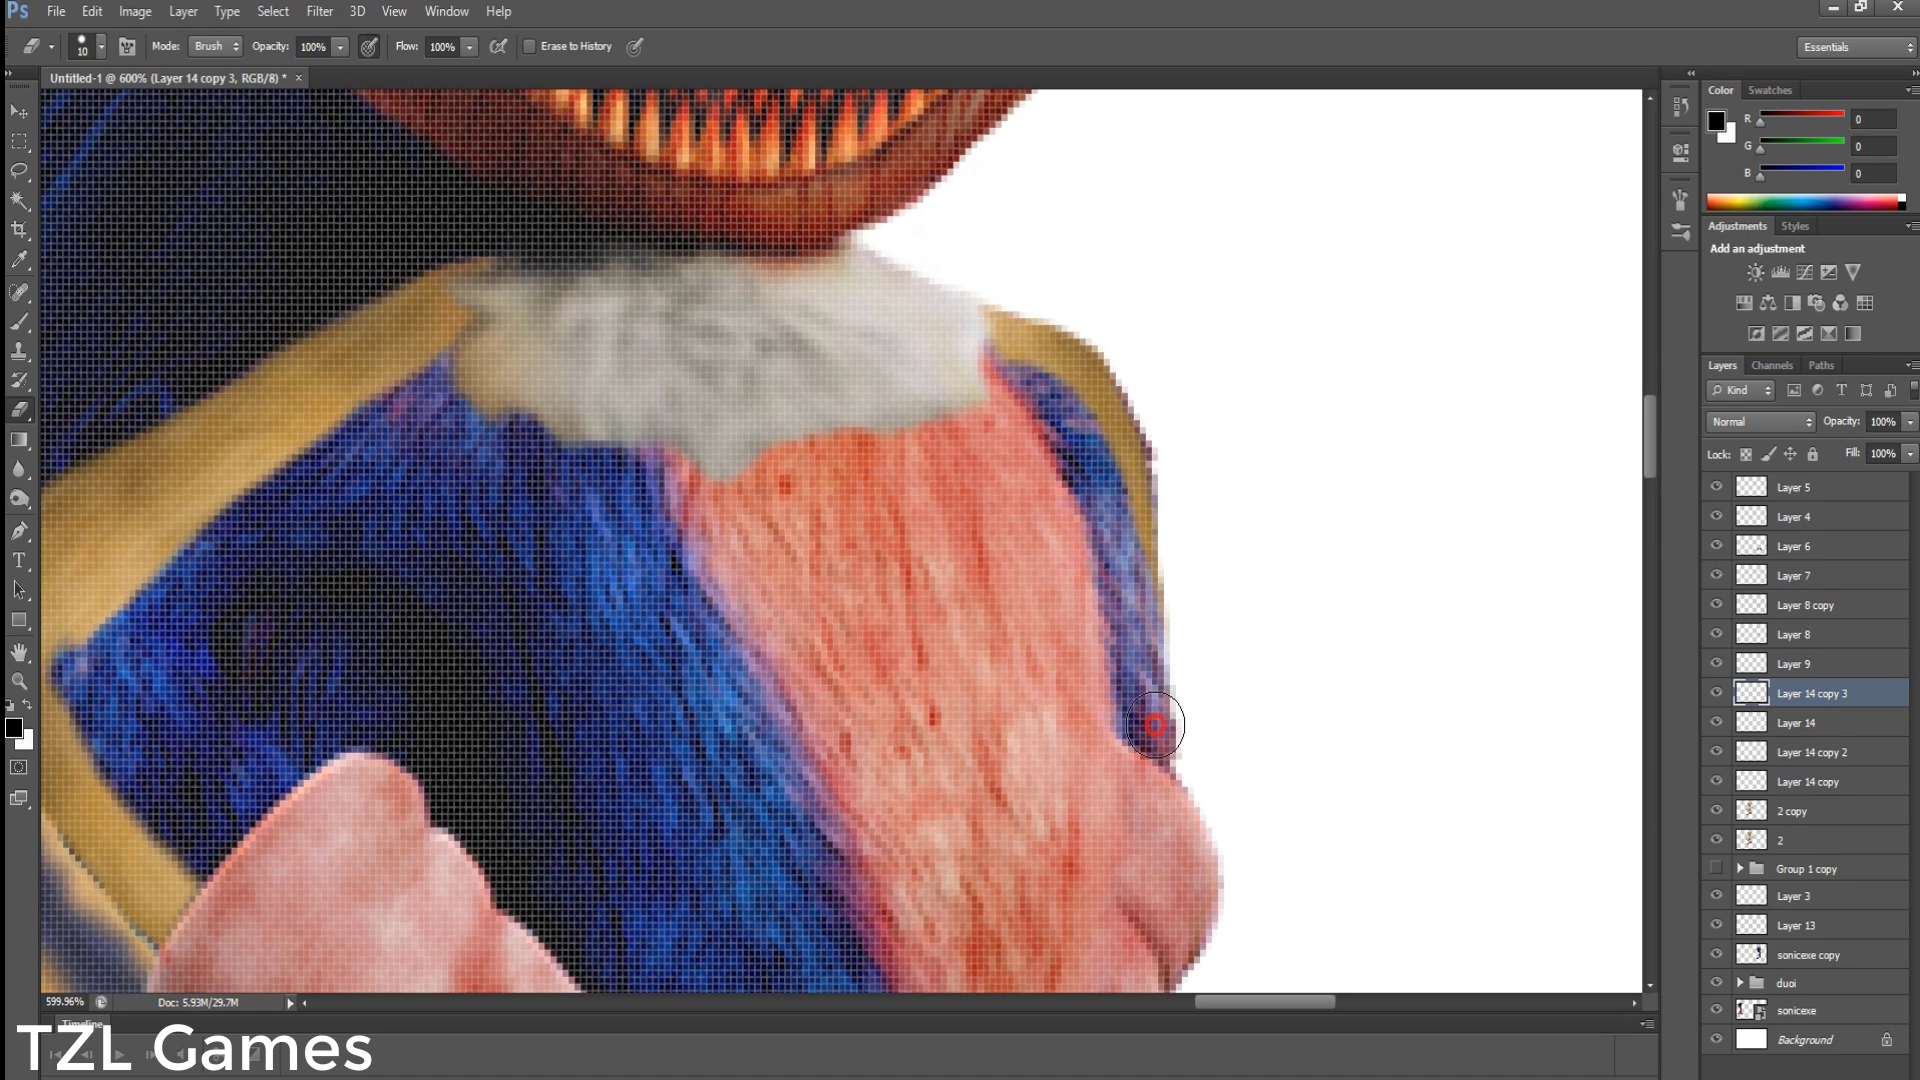 Ps File Edit Image Layer Type Select Filter 3D View Window Help
10 Mode: Brush Opacity: 100% Flow: 100% Erase to History Essentials
Untitled-1 @ 600% (Layer 14 copy 3, RGB/8) * ×
Color Swatches
R 0
G 0
B 0
Adjustments Styles
Add an adjustment
Layers Channels Paths
Kind
Normal Opacity: 100%
Lock: Fill: 100%
Layer 5
Layer 4
Layer 6
Layer 7
Layer 8 copy
Layer 8
Layer 9
Layer 14 copy 3
Layer 14
Layer 14 copy 2
Layer 14 copy
2 copy
2
Group 1 copy
Layer 3
Layer 13
sonicexe copy
duoi
sonicexe
Background
599.96% Doc: 5.93M/29.7M
Timeline
TZL Games